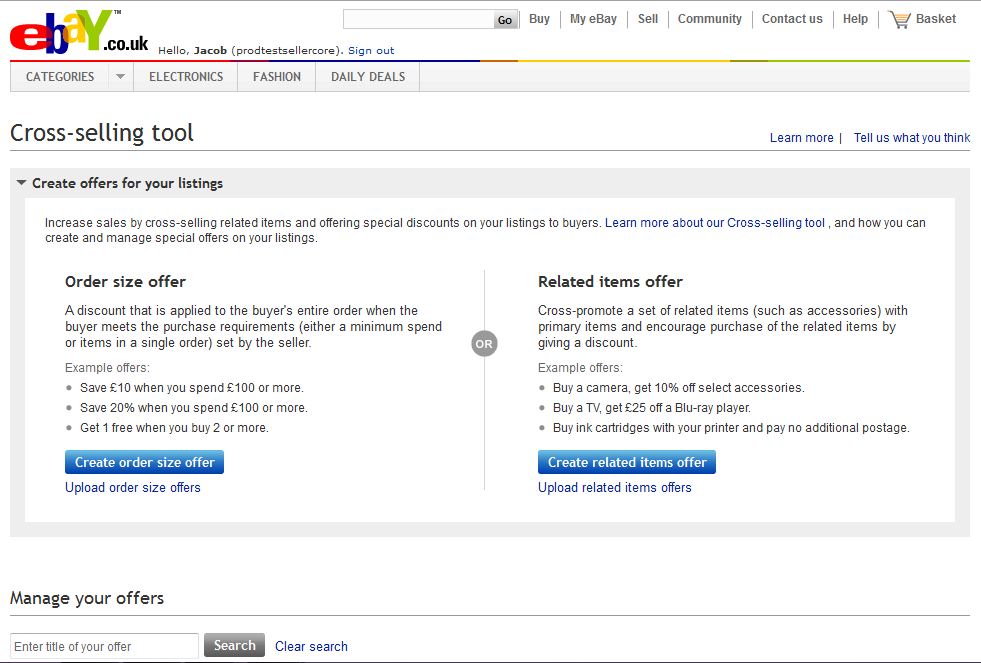 ebaY™.co.uk
Hello, Jacob (prodtestsellercore). Sign out
Go
Buy
My eBay
Sell
Community
Contact us
Help
Basket
CATEGORIES
ELECTRONICS
FASHION
DAILY DEALS
Cross-selling tool
Learn more | Tell us what you think
Create offers for your listings
Increase sales by cross-selling related items and offering special discounts on your listings to buyers. Learn more about our Cross-selling tool , and how you can
create and manage special offers on your listings.
Order size offer
A discount that is applied to the buyer's entire order when the
buyer meets the purchase requirements (either a minimum spend
or items in a single order) set by the seller.
Example offers:
Save £10 when you spend £100 or more.
Save 20% when you spend £100 or more.
Get 1 free when you buy 2 or more.
Create order size offer
Upload order size offers
OR
Related items offer
Cross-promote a set of related items (such as accessories) with
primary items and encourage purchase of the related items by
giving a discount.
Example offers:
Buy a camera, get 10% off select accessories.
Buy a TV, get £25 off a Blu-ray player.
Buy ink cartridges with your printer and pay no additional postage.
Create related items offer
Upload related items offers
Manage your offers
Enter title of your offer
Search
Clear search